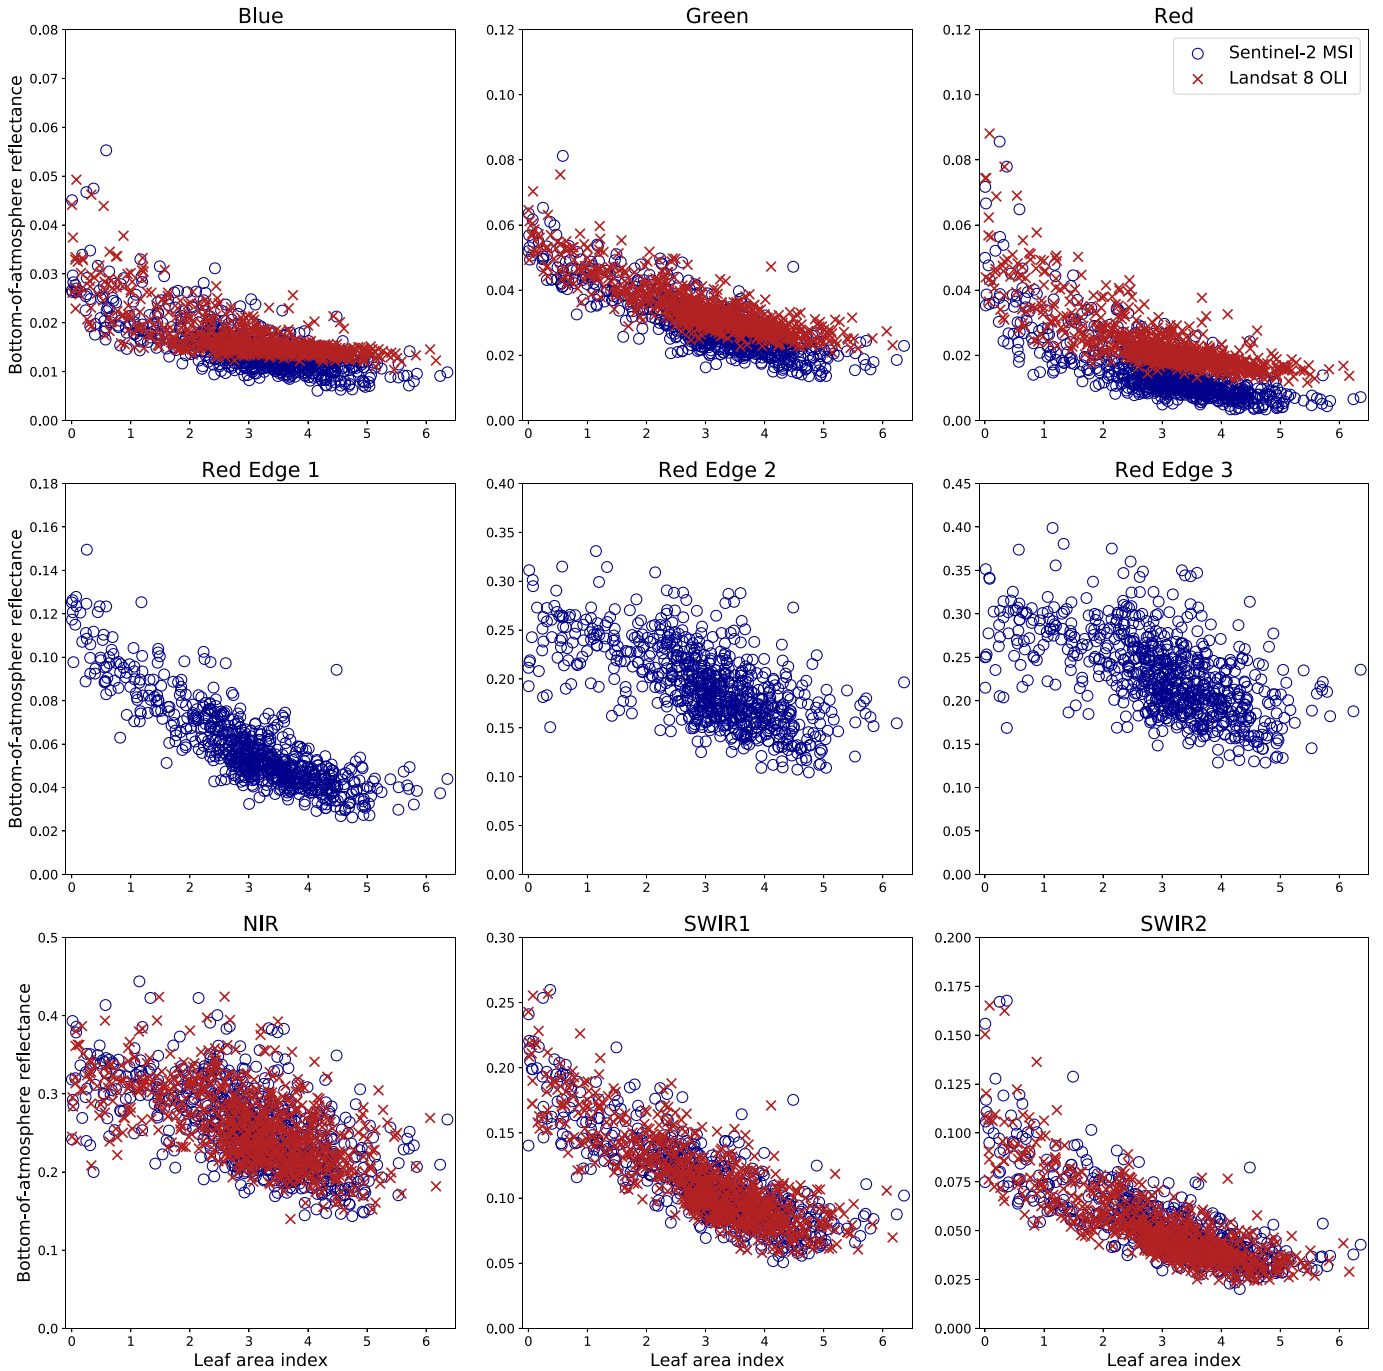 Blue
Green
Red
0.08
0.07
0.06
0.05
0.04
0.03
0.02
0.01
0.00
0 1 2 3 4 5 6
Bottom-of-atmosphere reflectance
0.12
0.10
0.08
0.06
0.04
0.02
0.00
0 1 2 3 4 5 6
0.12
0.10
0.08
0.06
0.04
0.02
0.00
0 1 2 3 4 5 6
Sentinel-2 MSI
Landsat 8 OLI
Red Edge 1
Red Edge 2
Red Edge 3
0.18
0.16
0.14
0.12
0.10
0.08
0.06
0.04
0.02
0.00
0 1 2 3 4 5 6
Bottom-of-atmosphere reflectance
0.40
0.35
0.30
0.25
0.20
0.15
0.10
0.05
0.00
0 1 2 3 4 5 6
0.45
0.40
0.35
0.30
0.25
0.20
0.15
0.10
0.05
0.00
0 1 2 3 4 5 6
NIR
SWIR1
SWIR2
0.5
0.4
0.3
0.2
0.1
0.0
0 1 2 3 4 5 6
Bottom-of-atmosphere reflectance
Leaf area index
0.30
0.25
0.20
0.15
0.10
0.05
0.00
0 1 2 3 4 5 6
Leaf area index
0.200
0.175
0.150
0.125
0.100
0.075
0.050
0.025
0.000
0 1 2 3 4 5 6
Leaf area index